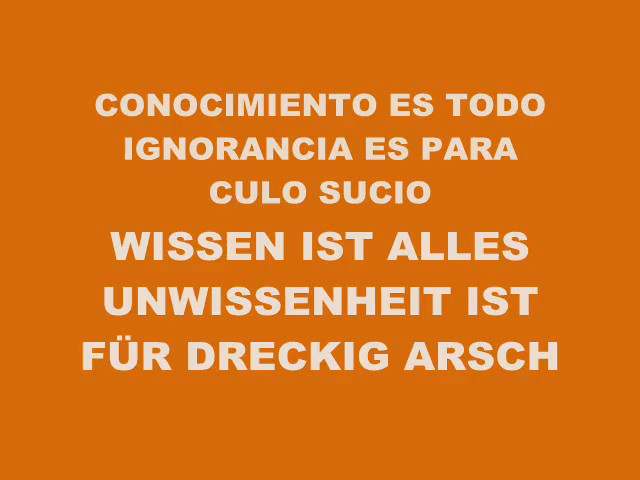 CONOCIMIENTO ES TODO
IGNORANCIA ES PARA
CULO SUCIO
WISSEN IST ALLES
UNWISSENHEIT IST
FÜR DRECKIG ARSCH